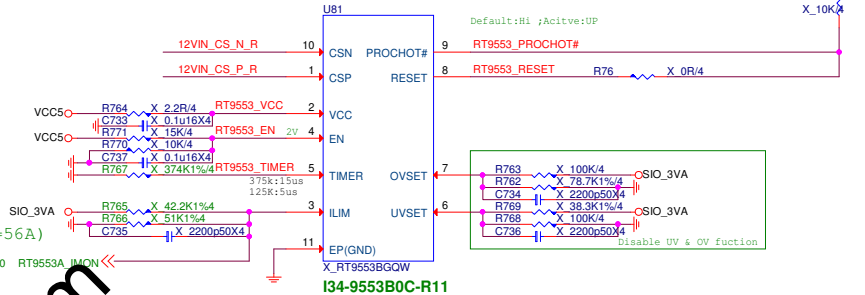 U81
X_10K/4
Default:Hi ;Acitve:UP
12VIN_CS_N_R 10 CSN PROCHOT# 9 RT9553_PROCHOT#
12VIN_CS_P_R 1 CSP RESET 8 RT9553_RESET R76 X_0R/4
VCC5 R764 X_2.2R/4 RT9553_VCC 2 VCC
C733 X_0.1u16X4
VCC5 R771 X_15K/4 RT9553_EN 2V 4 EN
R770 X_10K/4
C737 X_0.1u16X4
R767 X_374K1%/4 RT9553_TIMER 5 TIMER OVSET 7 R763 X_100K/4 SIO_3VA
375k:15us
125K:5us
R762 X_78.7K1%/4
C734 X_2200p50X4
SIO_3VA R765 X_42.2K1%4 3 ILIM UVSET 6 R769 X_38.3K1%/4 SIO_3VA
R766 X_51K1%4 R768 X_100K/4
C735 X_2200p50X4 C736 X_2200p50X4
=56A) Disable UV & OV fuction
11 EP(GND)
0 RT9553A_IMON
X_RT9553BGQW
I34-9553B0C-R11